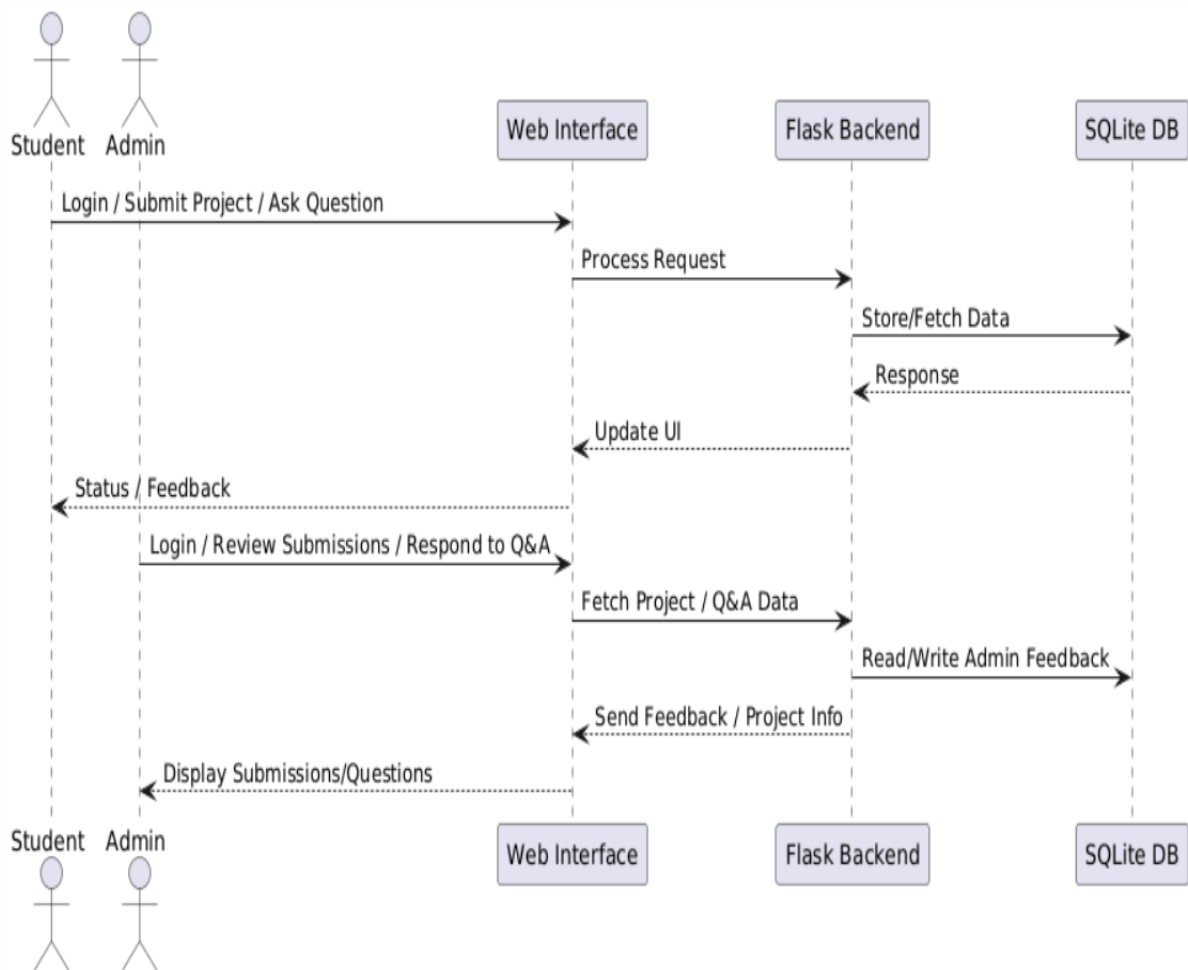 Student
Admin
Web Interface
Flask Backend
SQLite DB
Login / Submit Project / Ask Question
Process Request
Store/Fetch Data
Response
Update UI
Status / Feedback
Login / Review Submissions / Respond to Q&A
Fetch Project / Q&A Data
Read/Write Admin Feedback
Send Feedback / Project Info
Display Submissions/Questions
Student
Admin
Web Interface
Flask Backend
SQLite DB